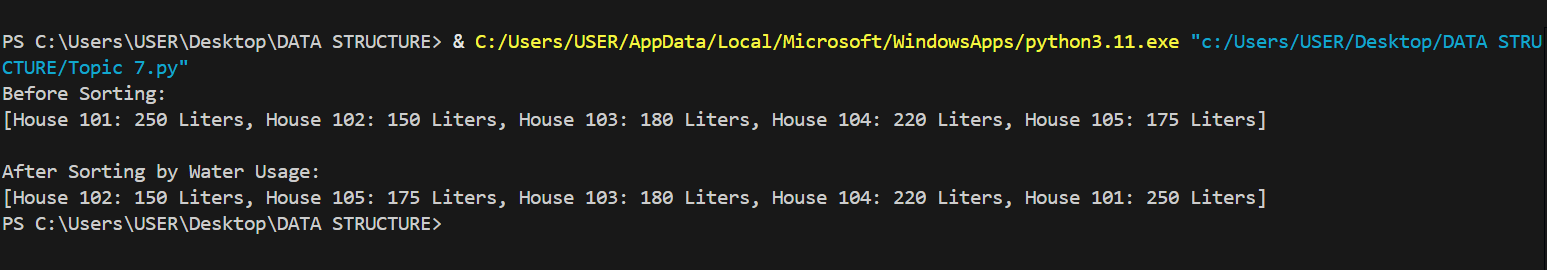 PS C:\Users\USER\Desktop\DATA STRUCTURE> & C:/Users/USER/AppData/Local/Microsoft/WindowsApps/python3.11.exe "c:/Users/USER/Desktop/DATA STRU
CTURE/Topic 7.py"
Before Sorting:
[House 101: 250 Liters, House 102: 150 Liters, House 103: 180 Liters, House 104: 220 Liters, House 105: 175 Liters]
After Sorting by Water Usage:
[House 102: 150 Liters, House 105: 175 Liters, House 103: 180 Liters, House 104: 220 Liters, House 101: 250 Liters]
PS C:\Users\USER\Desktop\DATA STRUCTURE>